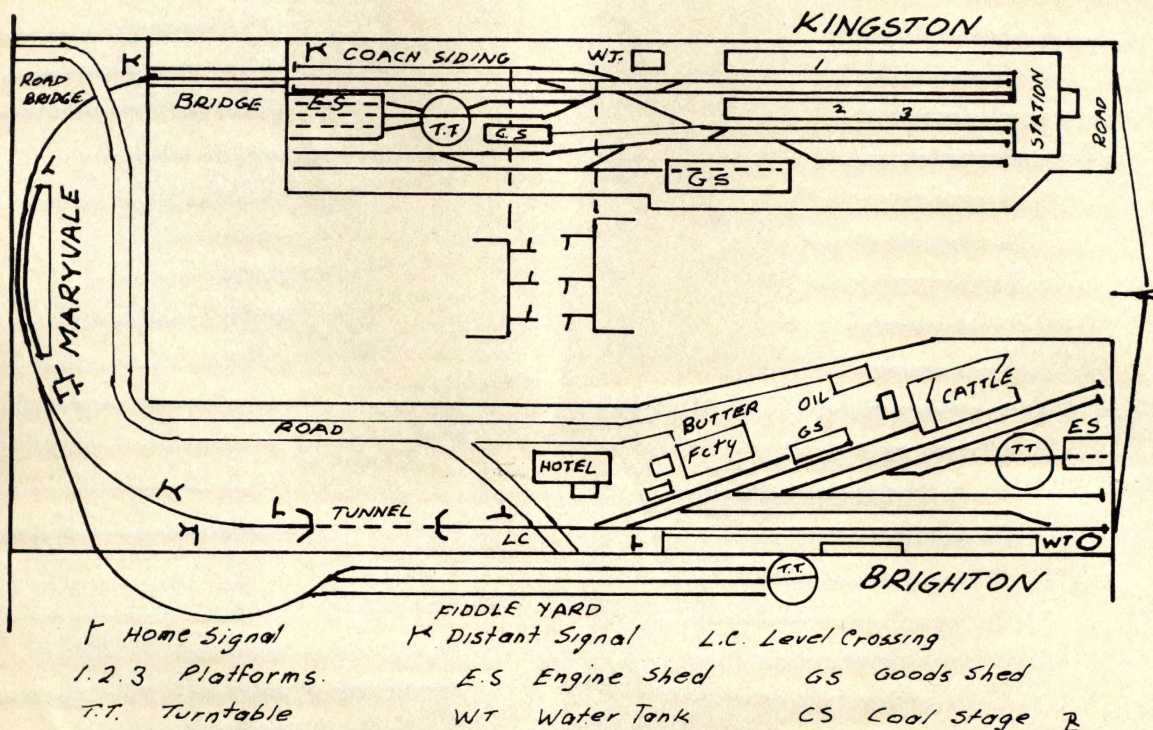 KINGSTON
COACH SIDING
WT.
1
ROAD
BRIDGE
BRIDGE
E-S
T.T
C S
2 3
STATION
ROAD
GS
MARYVALE
CATTLE
OIL
BUTTER
Fcty
GS
ES
TT
ROAD
HOTEL
TUNNEL
LC
WT
T.T.
BRIGHTON
FIDDLE YARD
Home Signal Distant Signal L.C. Level Crossing
1.2.3 Platforms. E.S Engine Shed GS Goods Shed
T.T. Turntable WT Water Tank CS Coal Stage